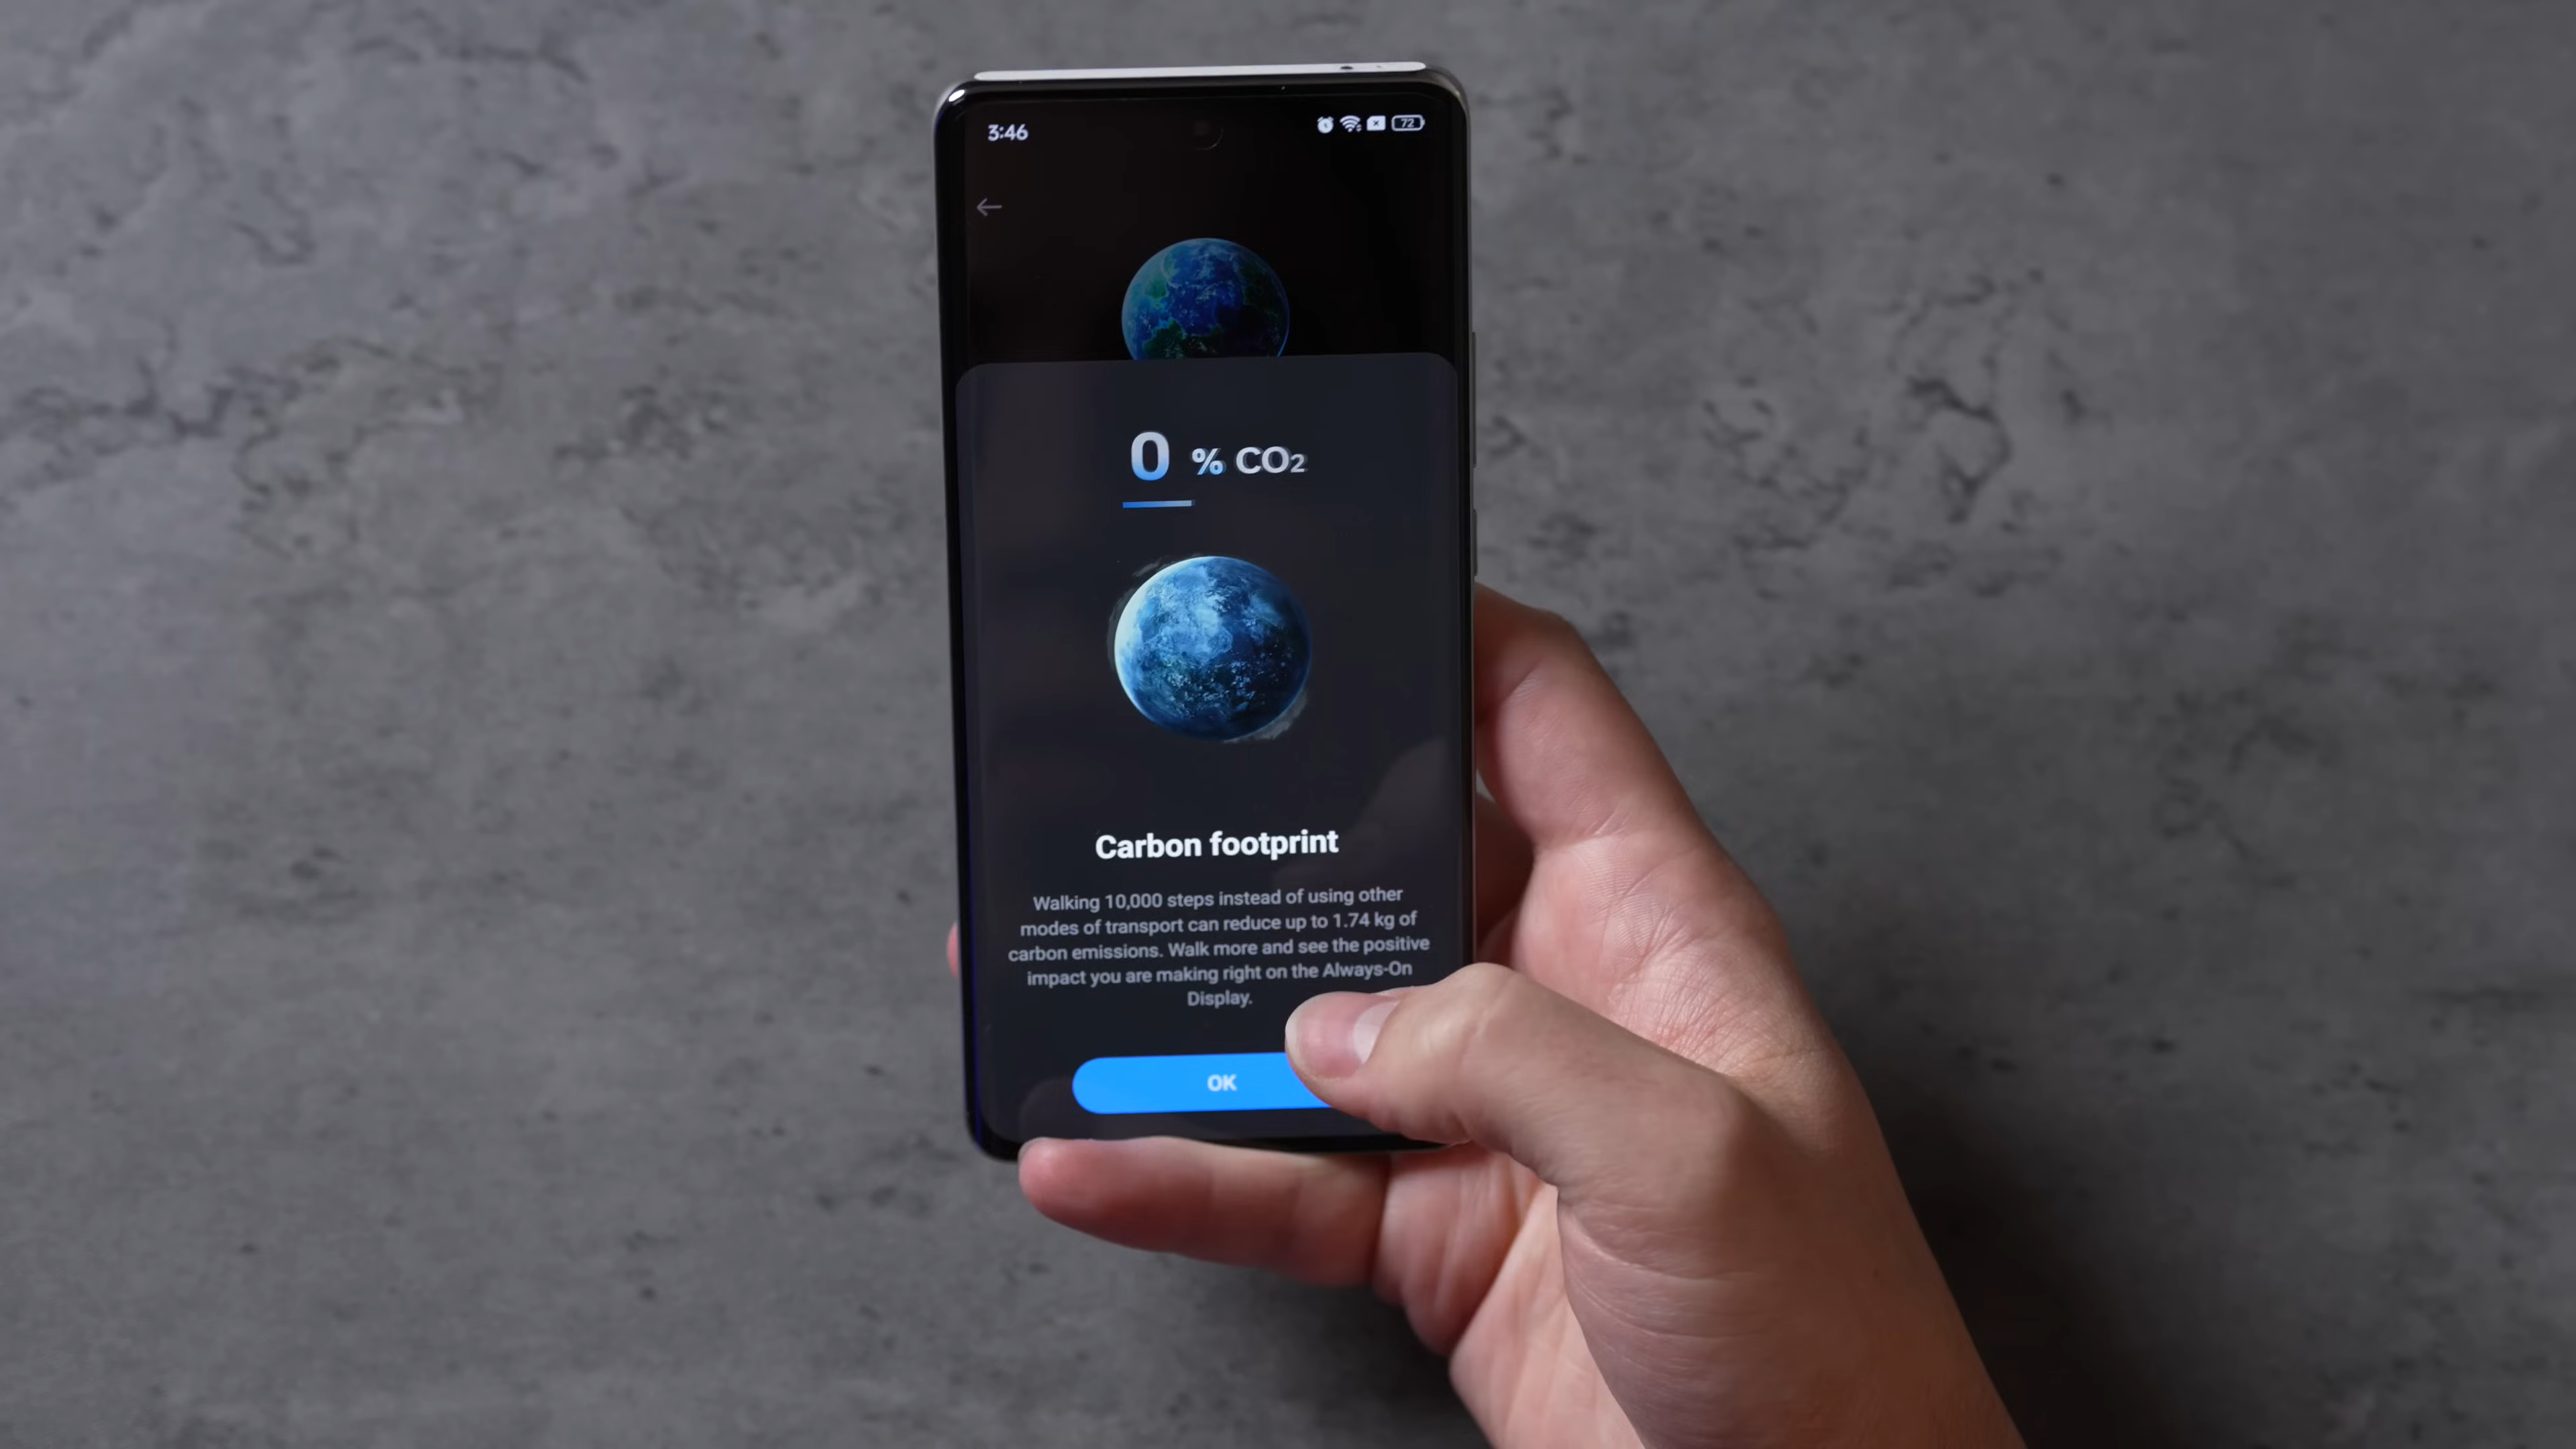 3:46
72
0 % CO₂
Carbon footprint
Walking 10,000 steps instead of using other
modes of transport can reduce up to 1.74 kg of
carbon emissions. Walk more and see the positive
impact you are making right on the Always-On
Display.
OK